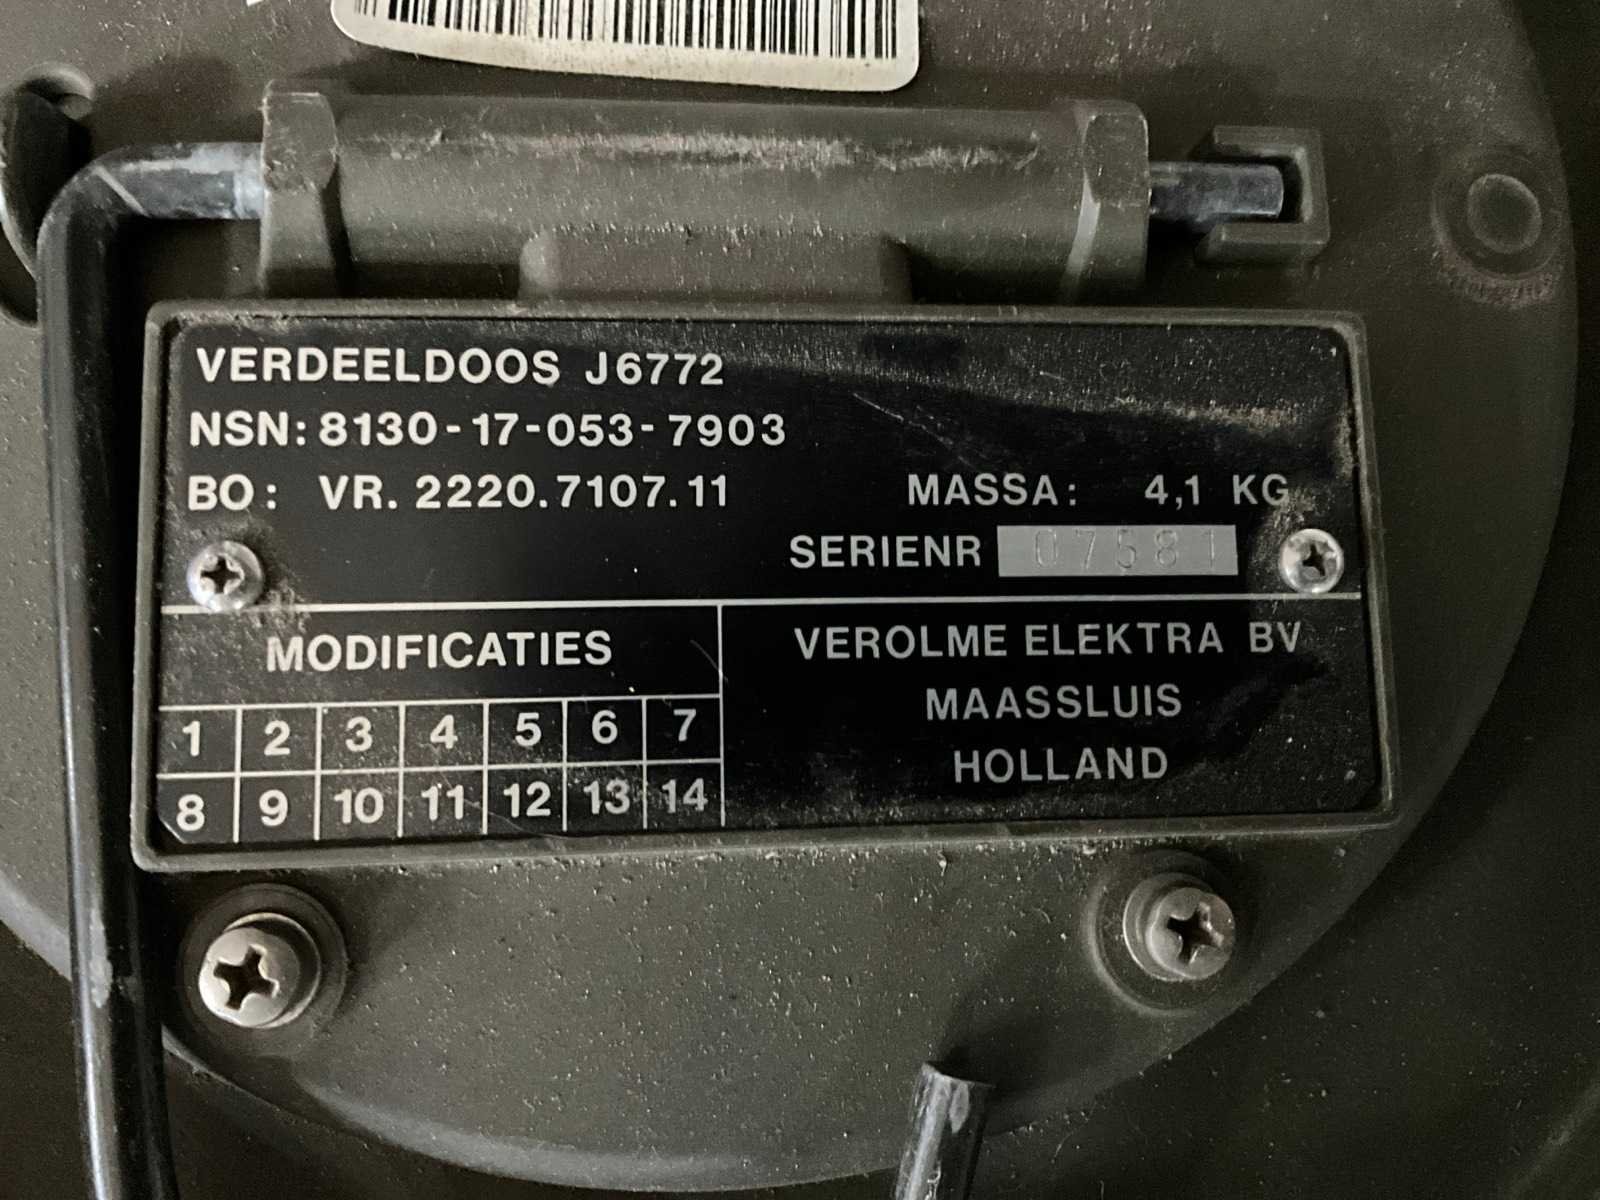 VERDEELDOOS J6772
NSN: 8130-17-053-7903
BO: VR. 2220.7107.11 MASSA: 4,1 KG
SERIENR 07581
MODIFICATIES
1 2 3 4 5 6 7
8 9 10 11 12 13 14
VEROLME ELEKTRA BV
MAASSLUIS
HOLLAND